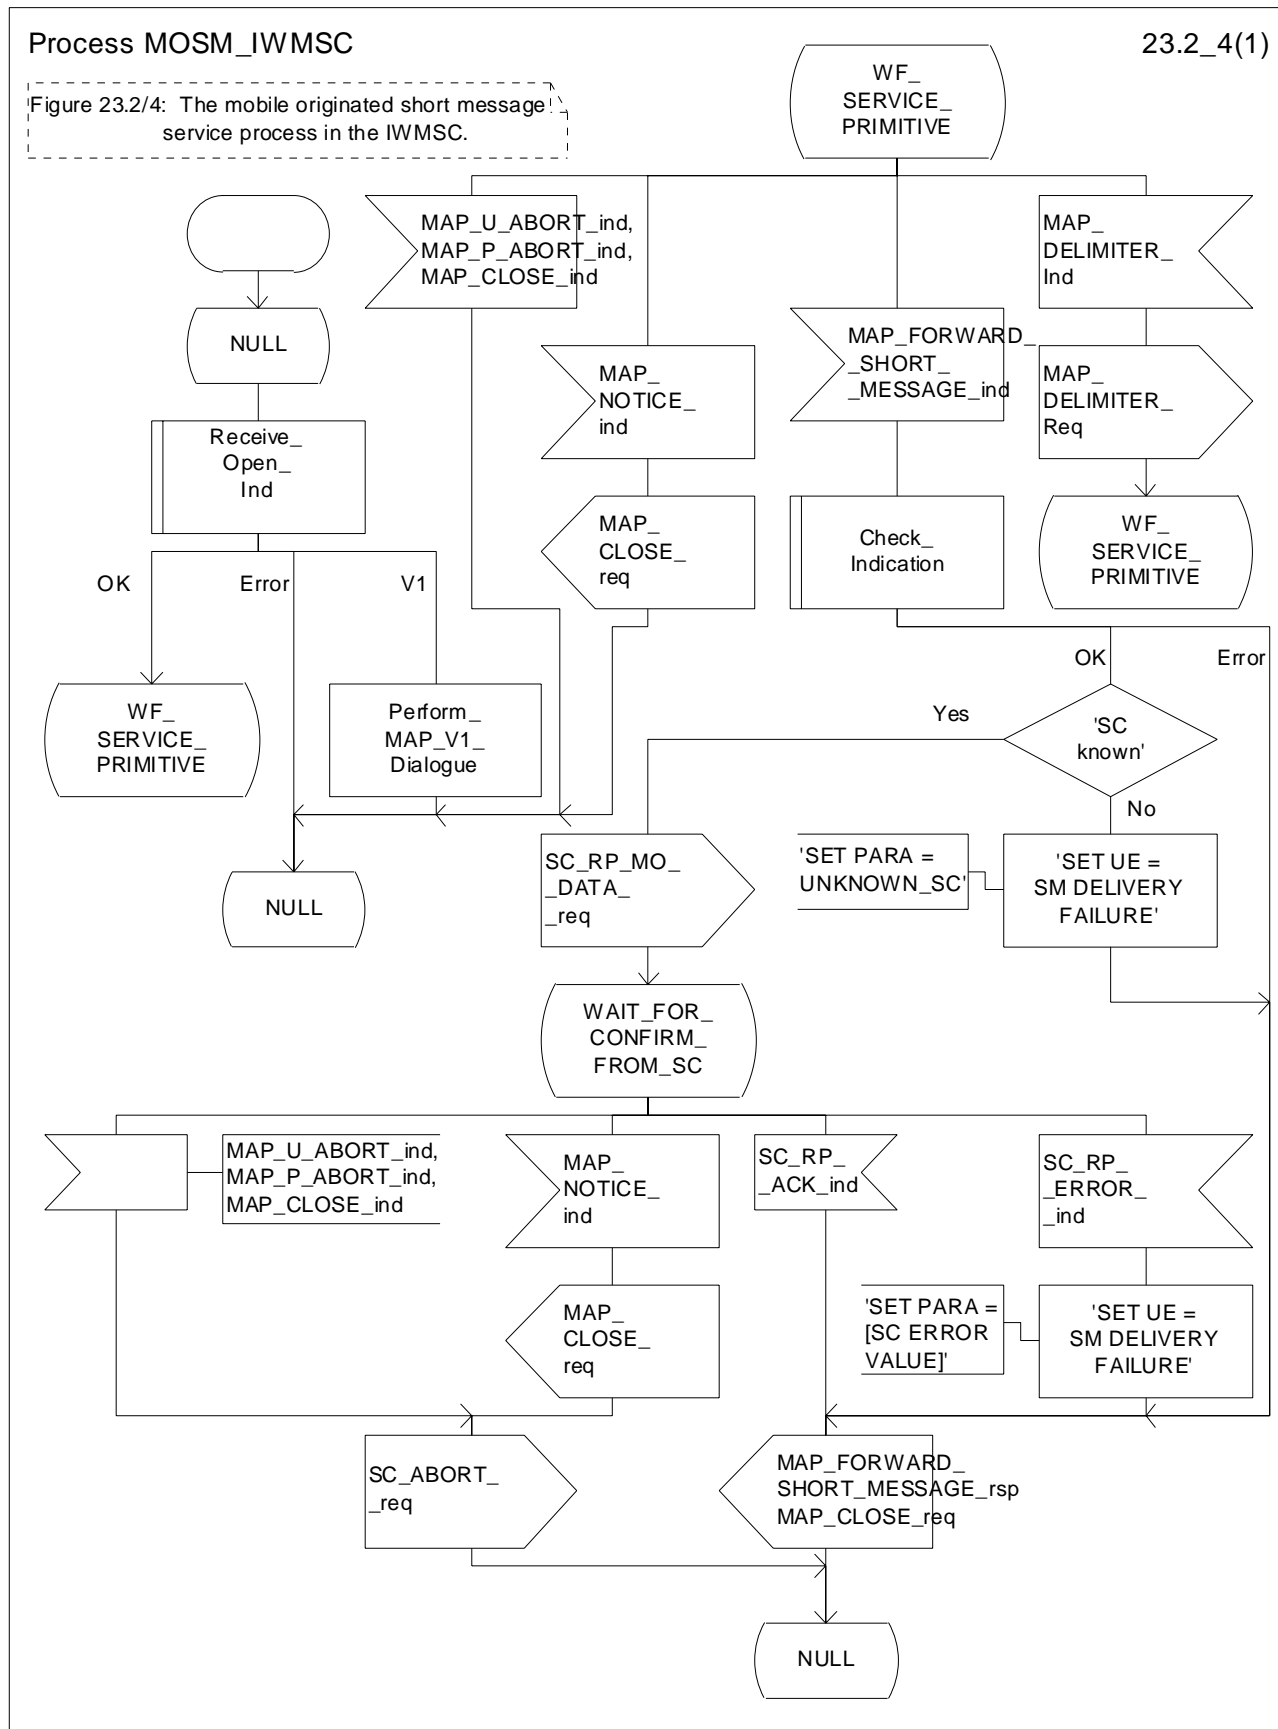 Process MOSM_IWMSC
23.2_4(1)
Figure 23.2/4: The mobile originated short message
service process in the IWMSC.
WF_
SERVICE_
PRIMITIVE
MAP_U_ABORT_ind,
MAP_P_ABORT_ind,
MAP_CLOSE_ind
MAP_
DELIMITER_
Ind
NULL
MAP_
NOTICE_
ind
MAP_FORWARD_
_SHORT_
_MESSAGE_ind
MAP_
DELIMITER_
Req
Receive_
Open_
Ind
MAP_
CLOSE_
req
Check_
Indication
WF_
SERVICE_
PRIMITIVE
OK
Error
V1
OK
Error
WF_
SERVICE_
PRIMITIVE
Perform_
MAP_V1_
Dialogue
Yes
'SC
known'
No
NULL
SC_RP_MO_
_DATA_
_req
'SET PARA =
UNKNOWN_SC'
'SET UE =
SM DELIVERY
FAILURE'
WAIT_FOR_
CONFIRM_
FROM_SC
MAP_U_ABORT_ind,
MAP_P_ABORT_ind,
MAP_CLOSE_ind
MAP_
NOTICE_
ind
SC_RP_
_ACK_ind
SC_RP_
_ERROR_
_ind
MAP_
CLOSE_
req
'SET PARA =
[SC ERROR
VALUE]'
'SET UE =
SM DELIVERY
FAILURE'
SC_ABORT_
_req
MAP_FORWARD_
SHORT_MESSAGE_rsp
MAP_CLOSE_req
NULL